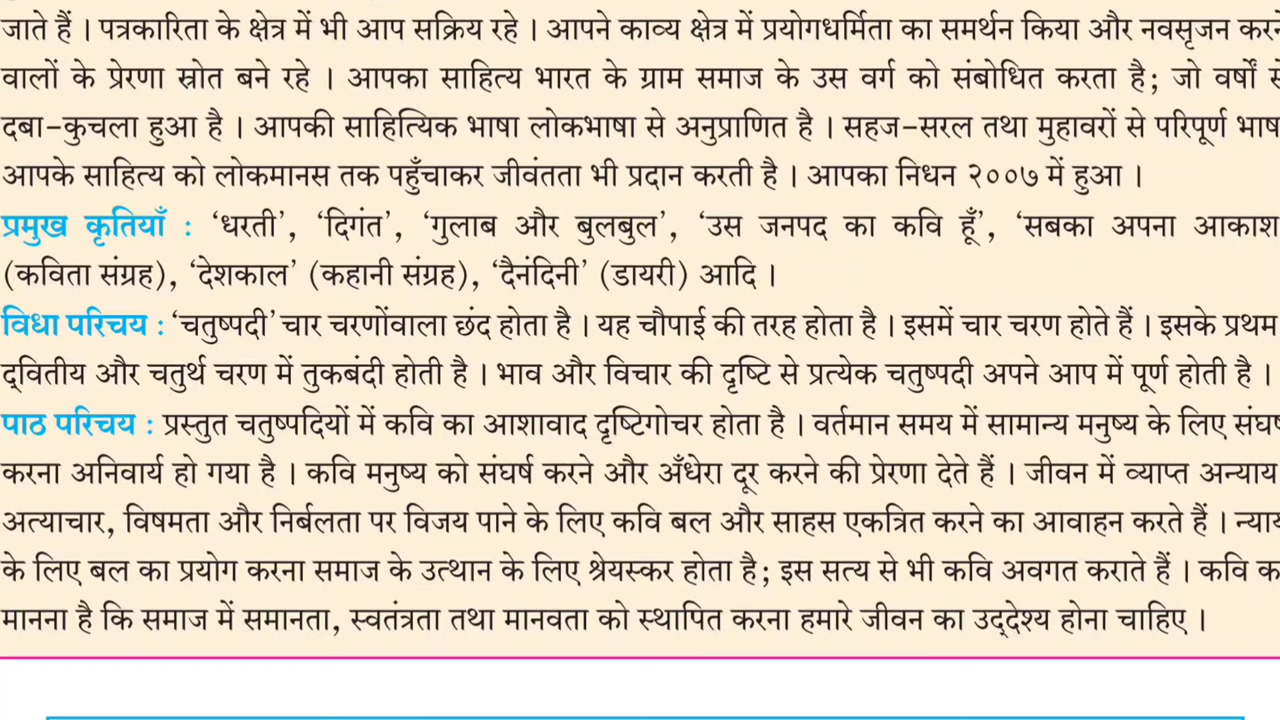 जाते हैं । पत्रकारिता के क्षेत्र में भी आप सक्रिय रहे । आपने काव्य क्षेत्र में प्रयोगधर्मिता का समर्थन किया और नवसृजन करने
वालों के प्रेरणा स्रोत बने रहे । आपका साहित्य भारत के ग्राम समाज के उस वर्ग को संबोधित करता है; जो वर्षों से
दबा-कुचला हुआ है । आपकी साहित्यिक भाषा लोकभाषा से अनुप्राणित है । सहज-सरल तथा मुहावरों से परिपूर्ण भाषा
आपके साहित्य को लोकमानस तक पहुँचाकर जीवंतता भी प्रदान करती है । आपका निधन २००७ में हुआ ।
प्रमुख कृतियाँ : ‘धरती’, ‘दिगंत’, ‘गुलाब और बुलबुल’, ‘उस जनपद का कवि हूँ’, ‘सबका अपना आकाश
(कविता संग्रह), ‘देशकाल’ (कहानी संग्रह), ‘दैनंदिनी’ (डायरी) आदि ।
विधा परिचय : ‘चतुष्पदी’ चार चरणोंवाला छंद होता है । यह चौपाई की तरह होता है । इसमें चार चरण होते हैं । इसके प्रथम
द्‌वितीय और चतुर्थ चरण में तुकबंदी होती है । भाव और विचार की दृष्टि से प्रत्येक चतुष्पदी अपने आप में पूर्ण होती है ।
पाठ परिचय : प्रस्तुत चतुष्पदियों में कवि का आशावाद दृष्टिगोचर होता है । वर्तमान समय में सामान्य मनुष्य के लिए संघर्ष
करना अनिवार्य हो गया है । कवि मनुष्य को संघर्ष करने और अँधेरा दूर करने की प्रेरणा देते हैं । जीवन में व्याप्त अन्याय
अत्याचार, विषमता और निर्बलता पर विजय पाने के लिए कवि बल और साहस एकत्रित करने का आवाहन करते हैं । न्याय
के लिए बल का प्रयोग करना समाज के उत्थान के लिए श्रेयस्कर होता है; इस सत्य से भी कवि अवगत कराते हैं । कवि का
मानना है कि समाज में समानता, स्वतंत्रता तथा मानवता को स्थापित करना हमारे जीवन का उद्‌देश्य होना चाहिए ।